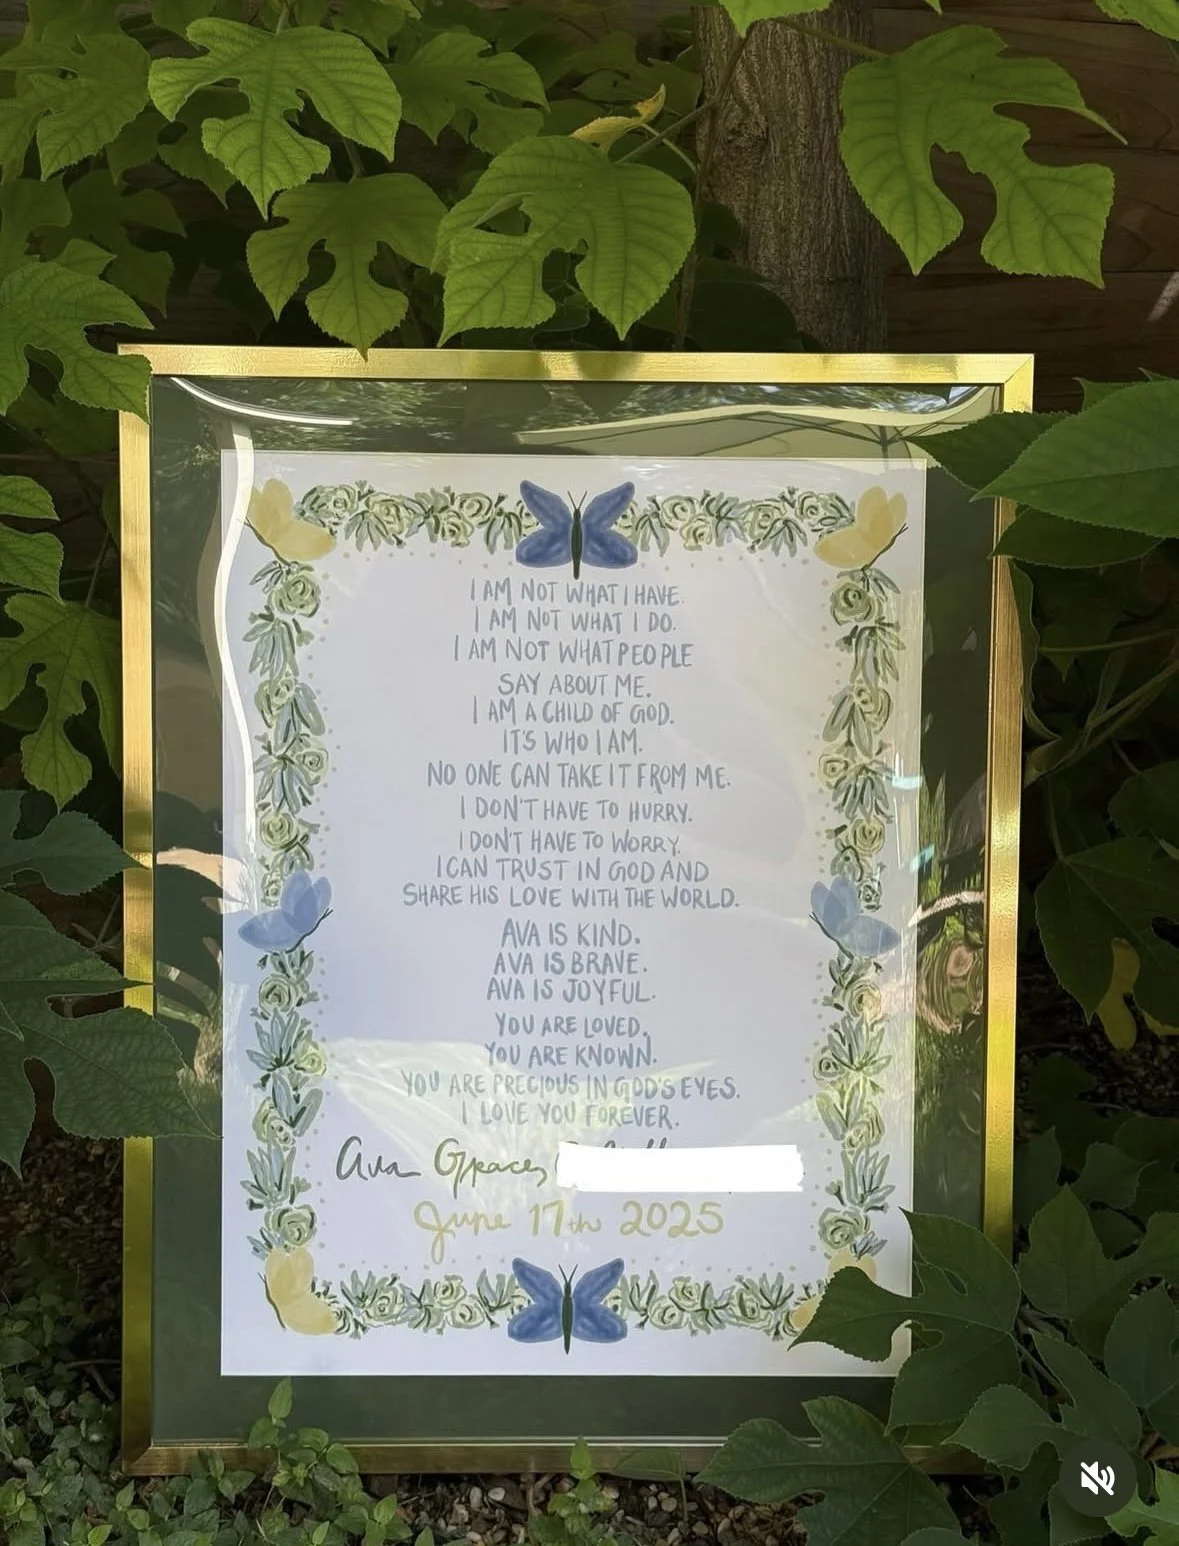 I AM NOT WHAT I HAVE.
I AM NOT WHAT I DO.
I AM NOT WHAT PEOPLE
SAY ABOUT ME.
I AM A CHILD OF GOD.
IT'S WHO I AM.
NO ONE CAN TAKE IT FROM ME.
I DON'T HAVE TO HURRY.
I DON'T HAVE TO WORRY.
I CAN TRUST IN GOD AND
SHARE HIS LOVE WITH THE WORLD.
AVA IS KIND.
AVA IS BRAVE.
AVA IS JOYFUL.
YOU ARE LOVED.
YOU ARE KNOWN.
YOU ARE PRECIOUS IN GOD'S EYES.
I LOVE YOU FOREVER.
Ava Grace
June 17th 2025